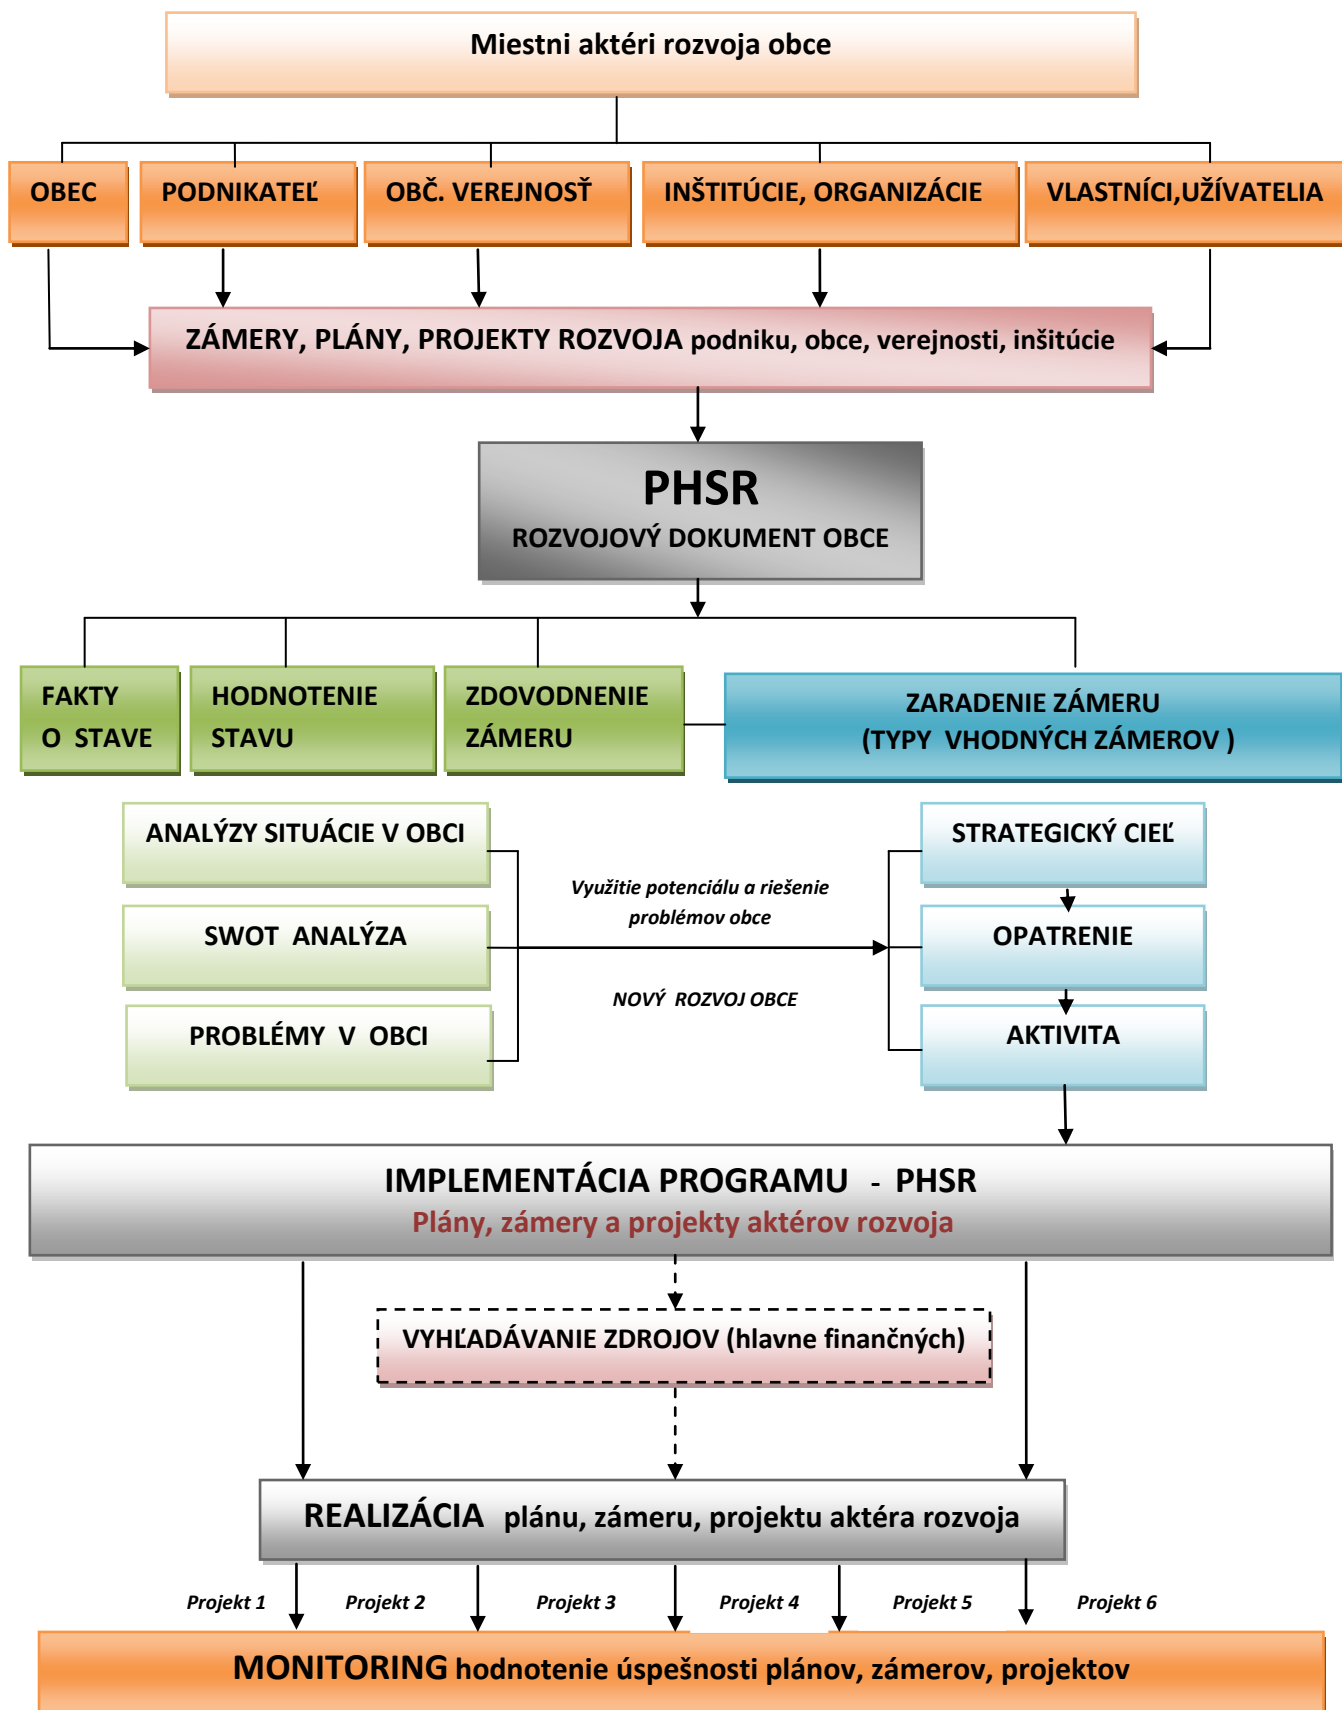 Miestni aktéri rozvoja obce
OBEC
PODNIKATEĽ
OBČ. VEREJNOSŤ
INŠTITÚCIE, ORGANIZÁCIE
VLASTNÍCI,UŽÍVATELIA
ZÁMERY, PLÁNY, PROJEKTY ROZVOJA podniku, obce, verejnosti, inšitúcie
PHSR
ROZVOJOVÝ DOKUMENT OBCE
FAKTY
O STAVE
HODNOTENIE
STAVU
ZDOVODNENIE
ZÁMERU
ZARADENIE ZÁMERU
(TYPY VHODNÝCH ZÁMEROV )
ANALÝZY SITUÁCIE V OBCI
SWOT ANALÝZA
PROBLÉMY V OBCI
Využitie potenciálu a riešenie
problémov obce
NOVÝ ROZVOJ OBCE
STRATEGICKÝ CIEĽ
OPATRENIE
AKTIVITA
IMPLEMENTÁCIA PROGRAMU - PHSR
Plány, zámery a projekty aktérov rozvoja
VYHĽADÁVANIE ZDROJOV (hlavne finančných)
REALIZÁCIA plánu, zámeru, projektu aktéra rozvoja
Projekt 1
Projekt 2
Projekt 3
Projekt 4
Projekt 5
Projekt 6
MONITORING hodnotenie úspešnosti plánov, zámerov, projektov